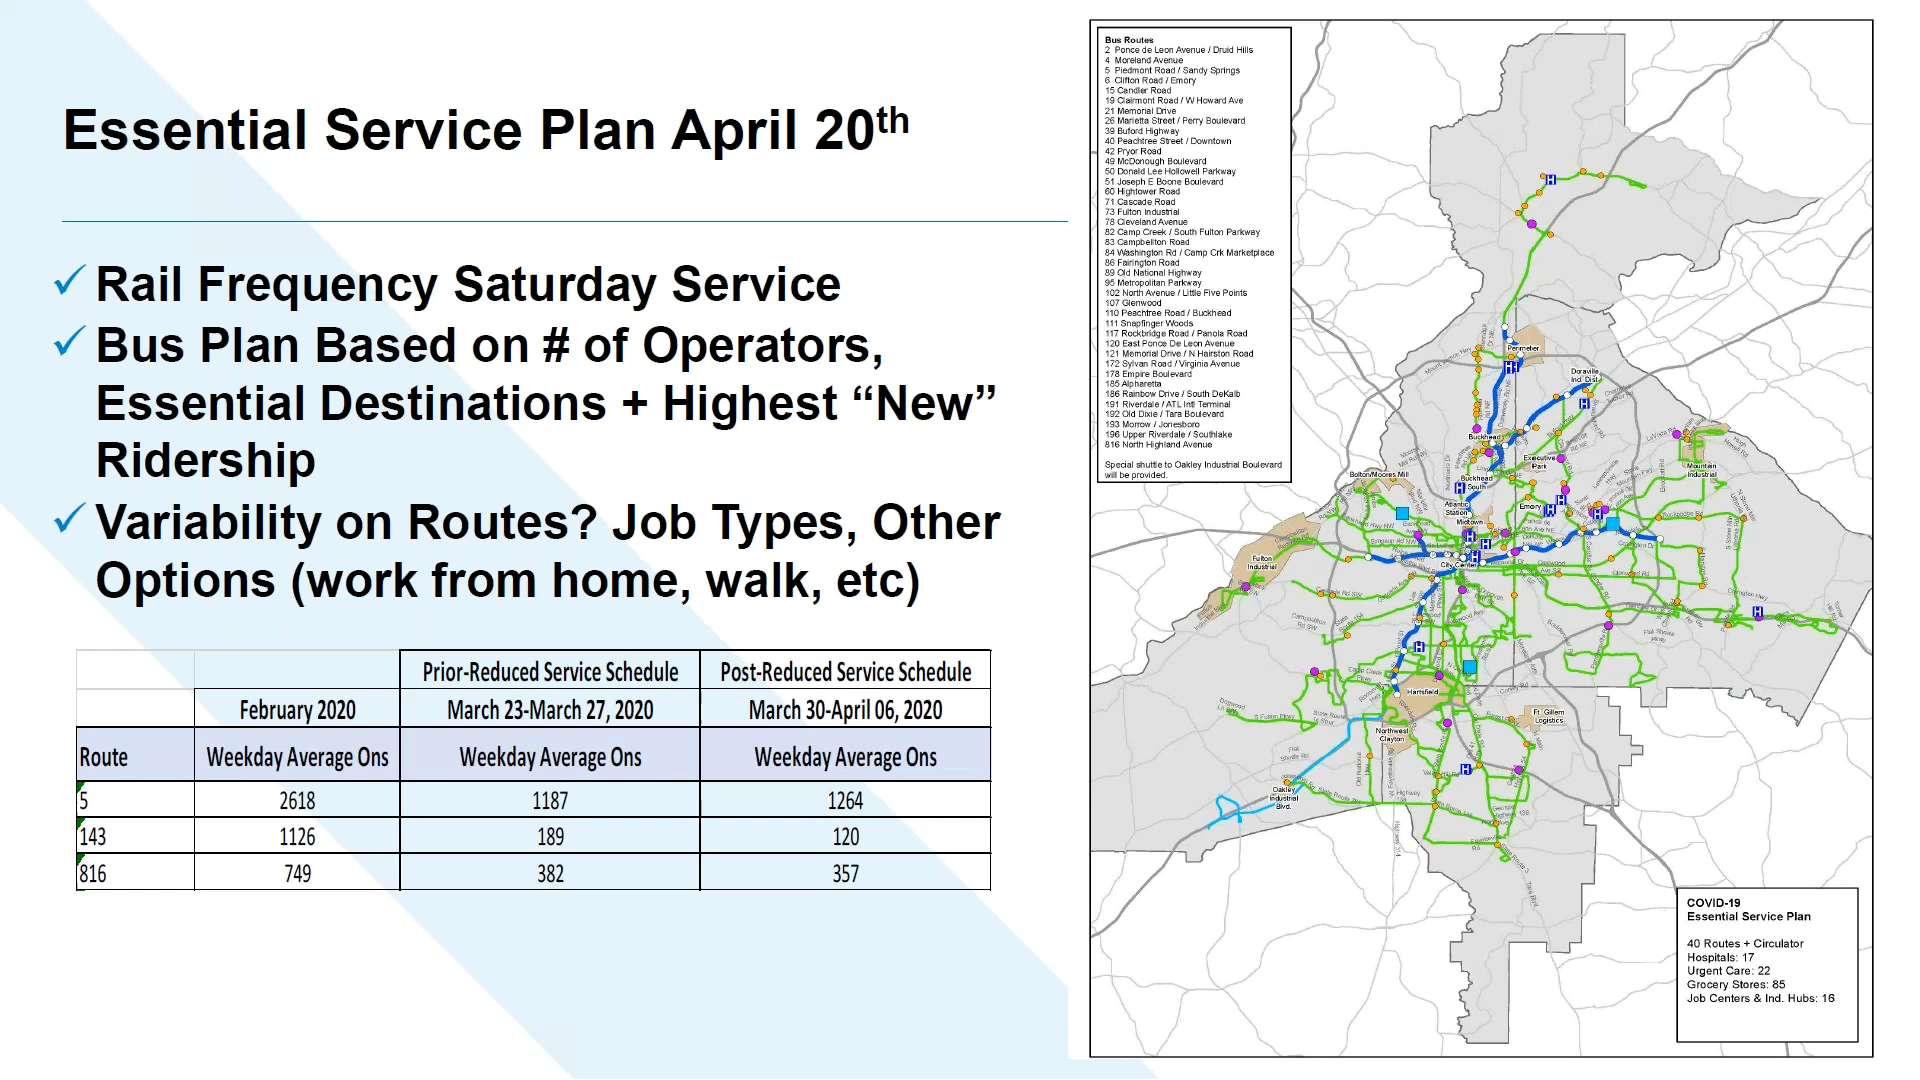 Essential Service Plan April 20th
✓ Rail Frequency Saturday Service
✓ Bus Plan Based on # of Operators,
Essential Destinations + Highest “New”
Ridership
✓ Variability on Routes? Job Types, Other
Options (work from home, walk, etc)
Prior-Reduced Service Schedule Post-Reduced Service Schedule
February 2020 March 23-March 27, 2020 March 30-April 06, 2020
Route Weekday Average Ons Weekday Average Ons Weekday Average Ons
5 2618 1187 1264
143 1126 189 120
816 749 382 357
Bus Routes
2 Ponce de Leon Avenue / Druid Hills
4 Moreland Avenue
5 Piedmont Road / Sandy Springs
6 Clifton Road / Emory
15 Candler Road
19 Clairmont Road / W Howard Ave
21 Memorial Drive
26 Marietta Street / Perry Boulevard
39 Buford Highway
40 Peachtree Street / Downtown
42 Pryor Road
49 McDonough Boulevard
50 Donald Lee Hollowell Parkway
51 Joseph E Boone Boulevard
60 Hightower Road
71 Cascade Road
73 Fulton Industrial
78 Cleveland Avenue
82 Camp Creek / South Fulton Parkway
83 Campbellton Road
84 Washington Rd / Camp Crk Marketplace
86 Fairington Road
89 Old National Highway
95 Metropolitan Parkway
102 North Avenue / Little Five Points
107 Glenwood
110 Peachtree Road / Buckhead
111 Snapfinger Woods
117 Rockbridge Road / Panola Road
120 East Ponce De Leon Avenue
121 Memorial Drive / N Hairston Road
172 Sylvan Road / Virginia Avenue
178 Empire Boulevard
185 Alpharetta
186 Rainbow Drive / South DeKalb
191 Riverdale / ATL Intl Terminal
192 Old Dixie / Tara Boulevard
193 Morrow / Jonesboro
196 Upper Riverdale / Southlake
816 North Highland Avenue
Special shuttle to Oakley Industrial Boulevard
will be provided.
Perimeter
Doraville
Ind. Dist
Buckhead
Executive
Park
Mountain
Industrial
Bolton/Moores Mill
Buckhead
South
Atlantic
Station
Emory
Midtown
Fulton
Industrial
City Center
Hartsfield
Ft. Gillem
Logistics
Northwest
Clayton
Oakley
Industrial
Blvd.
COVID-19
Essential Service Plan
40 Routes + Circulator
Hospitals: 17
Urgent Care: 22
Grocery Stores: 85
Job Centers & Ind. Hubs: 16